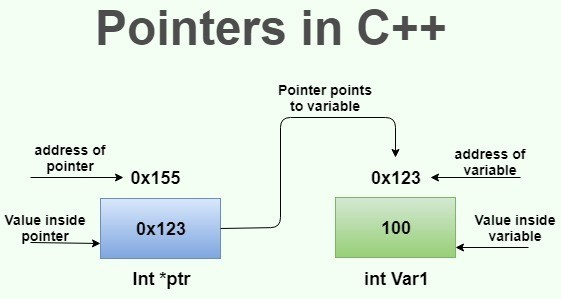 Pointers in C++
Pointer points
to variable
address of
pointer
0x155
0x123
address of
variable
Value inside
pointer
0x123
100
Value inside
variable
Int *ptr
int Var1